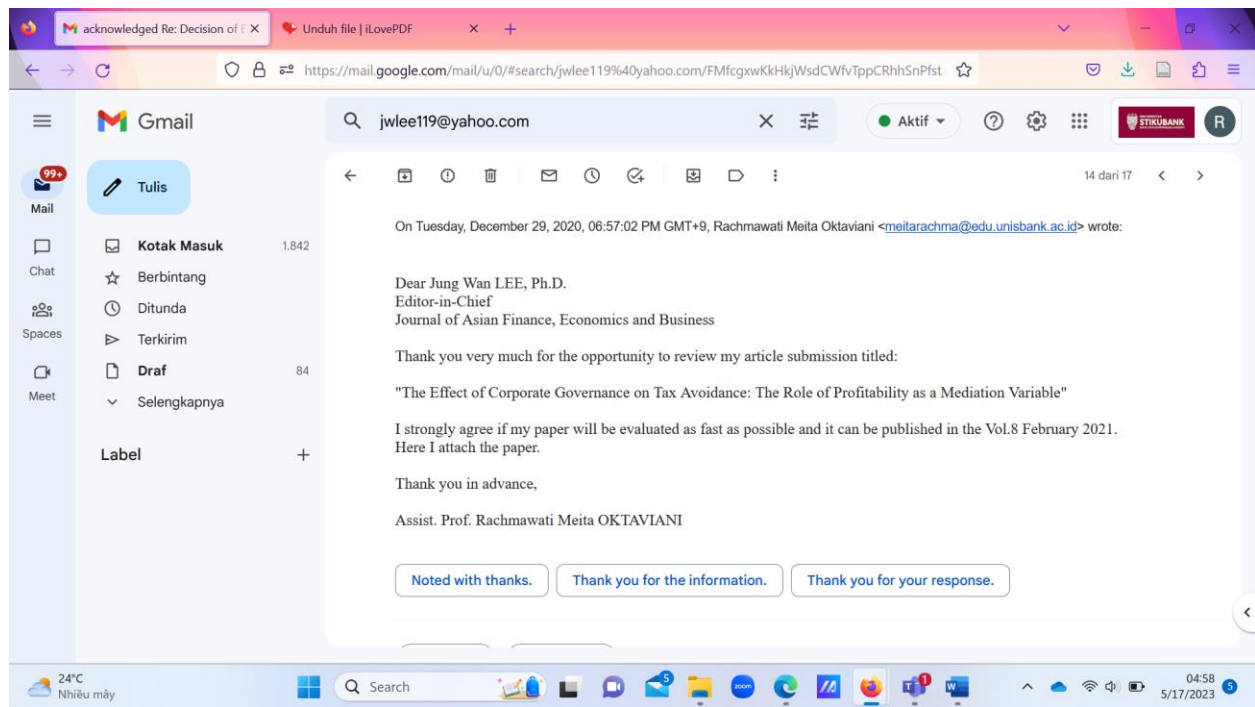 acknowledged Re: Decision of E
Unduh file | iLovePDF
https://mail.google.com/mail/u/0/#search/jwlee119%40yahoo.com/FMfcgxwKkHkjWsdCWfvTppCRhhSnPfst
Gmail
jwlee119@yahoo.com
Aktif
UNIVERSITAS
STIKUBANK
R
99+
Mail
Chat
Spaces
Meet
Tulis
Kotak Masuk 1.842
Berbintang
Ditunda
Terkirim
Draf 84
Selengkapnya
Label
14 dari 17
On Tuesday, December 29, 2020, 06:57:02 PM GMT+9, Rachmawati Meita Oktaviani <meitarachma@edu.unisbank.ac.id> wrote:
Dear Jung Wan LEE, Ph.D.
Editor-in-Chief
Journal of Asian Finance, Economics and Business
Thank you very much for the opportunity to review my article submission titled:
"The Effect of Corporate Governance on Tax Avoidance: The Role of Profitability as a Mediation Variable"
I strongly agree if my paper will be evaluated as fast as possible and it can be published in the Vol.8 February 2021.
Here I attach the paper.
Thank you in advance,
Assist. Prof. Rachmawati Meita OKTAVIANI
Noted with thanks.
Thank you for the information.
Thank you for your response.
24°C
Nhiều mây
Search
zoom
5
1
04:58
5/17/2023
5